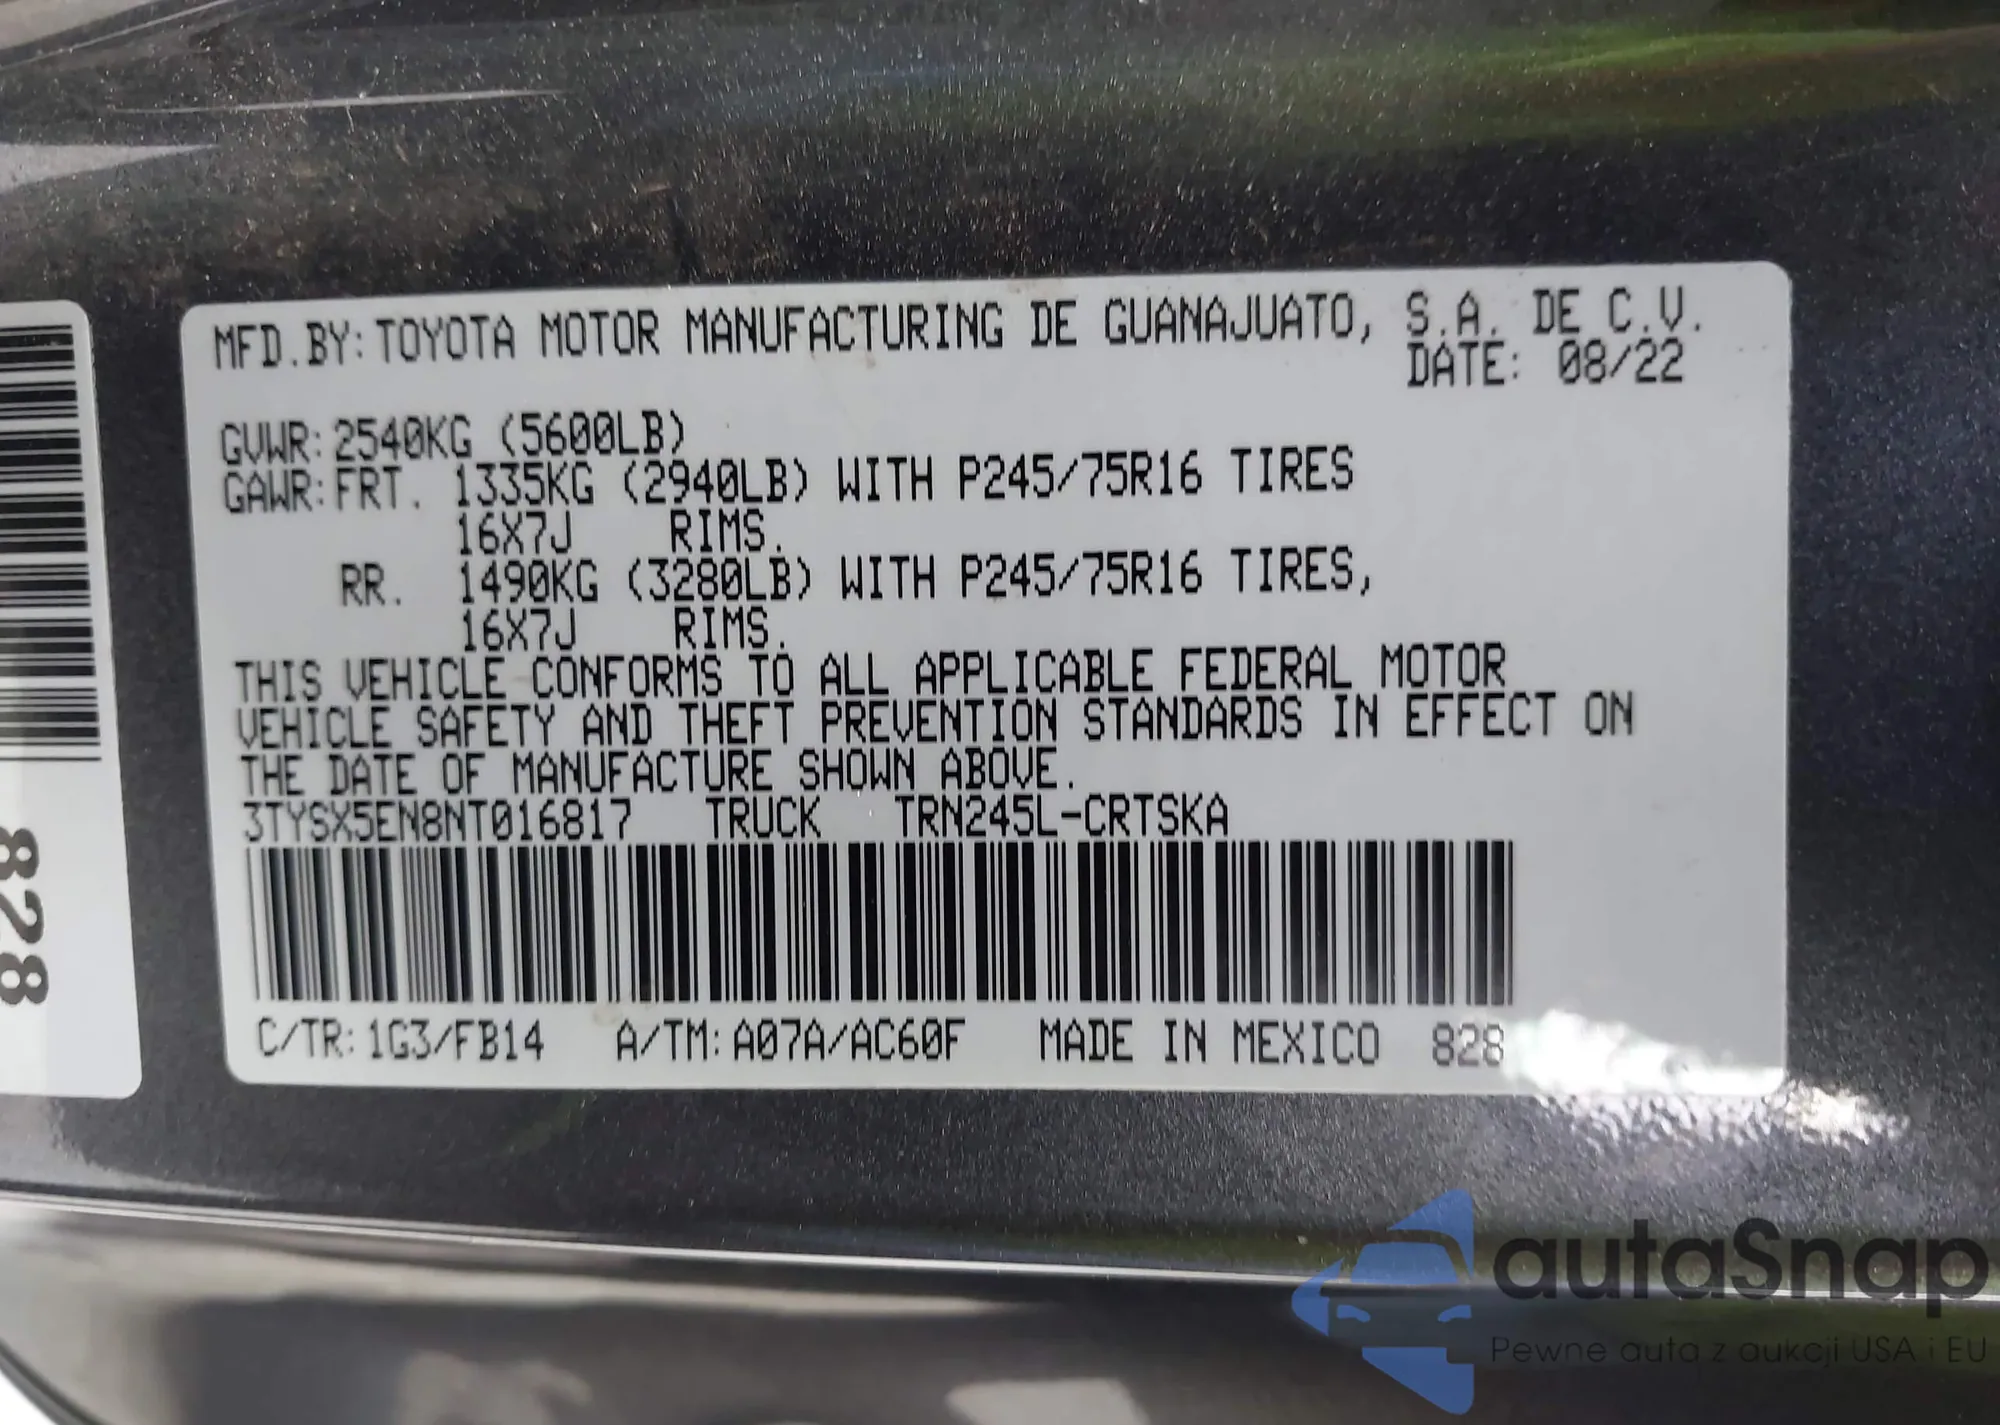 MFD.BY: TOYOTA MOTOR MANUFACTURING DE GUANAJUATO, S.A. DE C.V.
DATE: 08/22
GVWR: 2540KG (5600LB)
GAWR: FRT. 1335KG (2940LB) WITH P245/75R16 TIRES
16X7J RIMS.
RR. 1490KG (3280LB) WITH P245/75R16 TIRES,
16X7J RIMS.
THIS VEHICLE CONFORMS TO ALL APPLICABLE FEDERAL MOTOR
VEHICLE SAFETY AND THEFT PREVENTION STANDARDS IN EFFECT ON
THE DATE OF MANUFACTURE SHOWN ABOVE.
3TYSX5EN8NT016817 TRUCK TRN245L-CRTSKA
C/TR: 1G3/FB14 A/TM: A07A/AC60F MADE IN MEXICO 828
828
autaSnap
Pewne auta z aukcji USA i EU